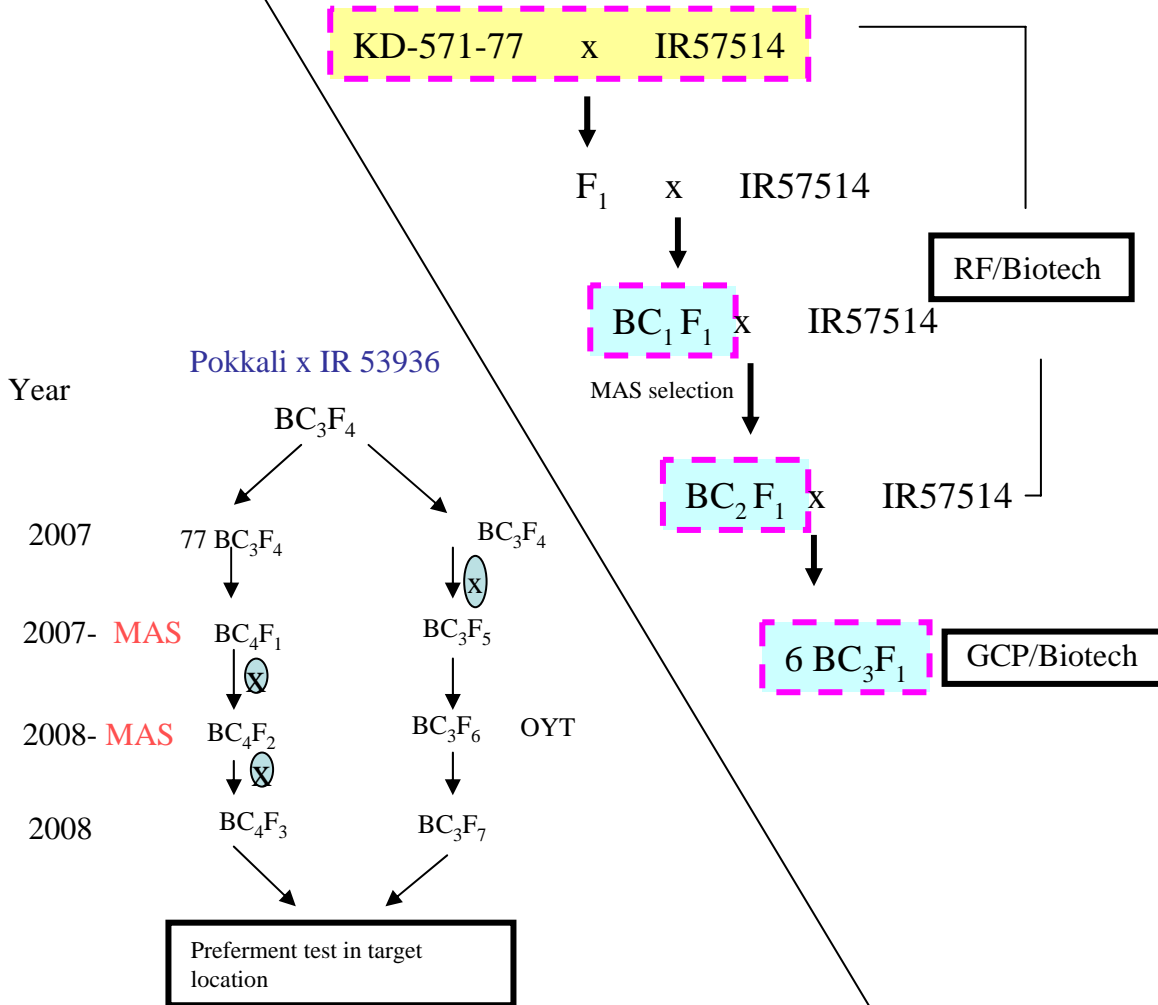 KD-571-77 x IR57514
F₁ x IR57514
RF/Biotech
BC₁F₁ x IR57514
MAS selection
BC₂F₁ x IR57514
6 BC₃F₁
GCP/Biotech
Pokkali x IR 53936
Year
BC₃F₄
2007 77 BC₃F₄ BC₃F₄
x
2007- MAS BC₄F₁ BC₃F₅
x
2008- MAS BC₄F₂ BC₃F₆ OYT
x
2008 BC₄F₃ BC₃F₇
Preferment test in target
location